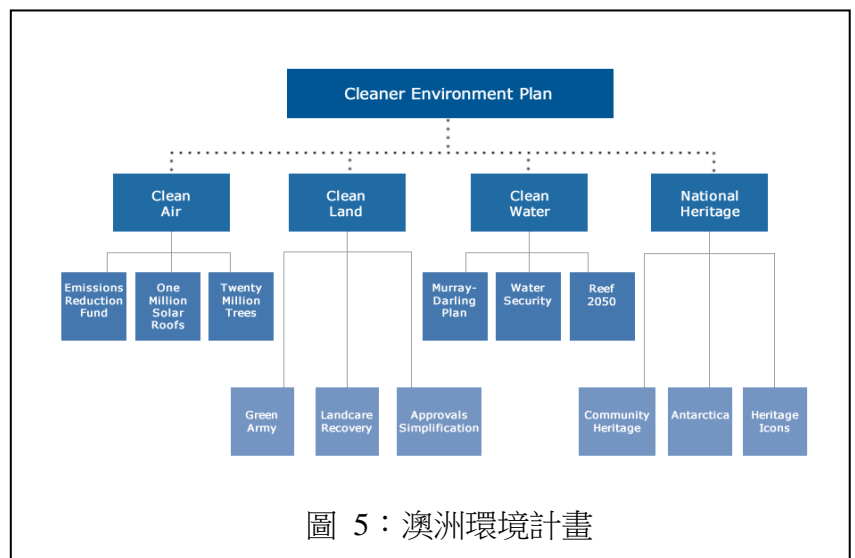 Cleaner Environment Plan
Clean
Air
Clean
Land
Clean
Water
National
Heritage
Emissions
Reduction
Fund
One
Million
Solar
Roofs
Twenty
Million
Trees
Murray-
Darling
Plan
Water
Security
Reef
2050
Green
Army
Landcare
Recovery
Approvals
Simplification
Community
Heritage
Antarctica
Heritage
Icons
圖 5：澳洲環境計畫